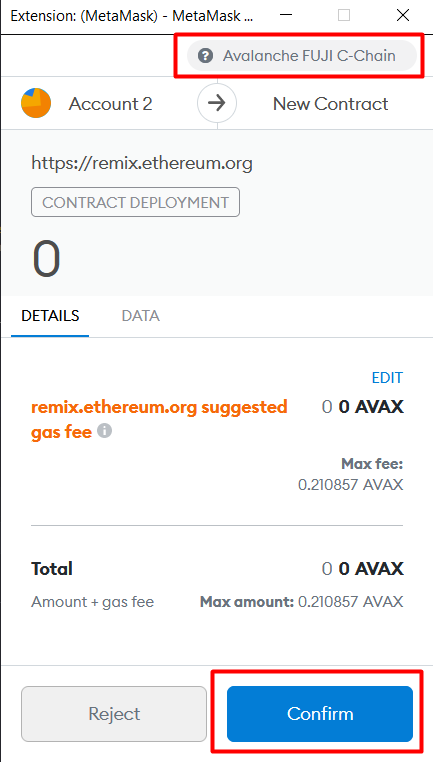 Extension: (MetaMask) - MetaMask ...
Avalanche FUJI C-Chain
Account 2
New Contract
https://remix.ethereum.org
CONTRACT DEPLOYMENT
0
DETAILS DATA
EDIT
remix.ethereum.org suggested 0 0 AVAX
gas fee
Max fee:
0.210857 AVAX
Total 0 0 AVAX
Amount + gas fee Max amount: 0.210857 AVAX
Reject Confirm